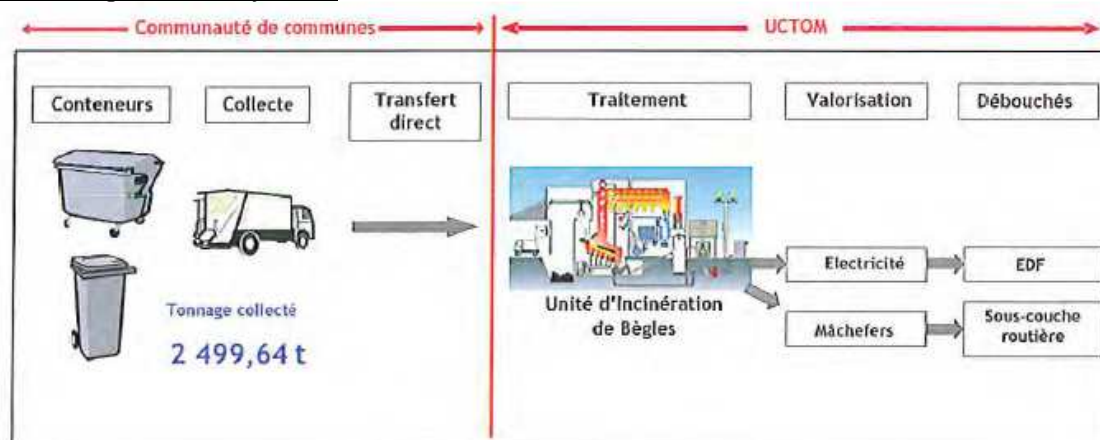 Communauté de communes
UCTOM
Conteneurs
Collecte
Transfert
direct
Traitement
Valorisation
Débouchés
Tonnage collecté
2 499,64 t
Unité d'Incinération
de Bègles
Electricité
EDF
Mâchefers
Sous-couche
routière